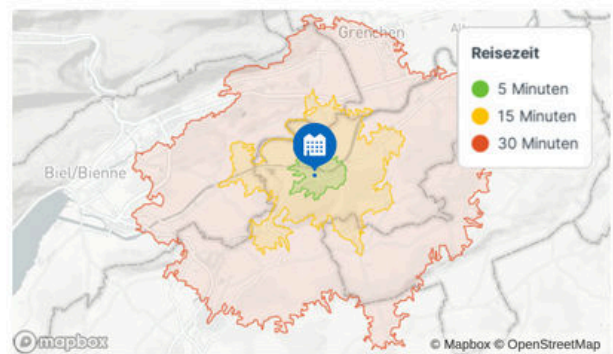 Grenchen
Reisezeit
5 Minuten
15 Minuten
30 Minuten
Biel/Bienne
mapbox
© Mapbox © OpenStreetMap